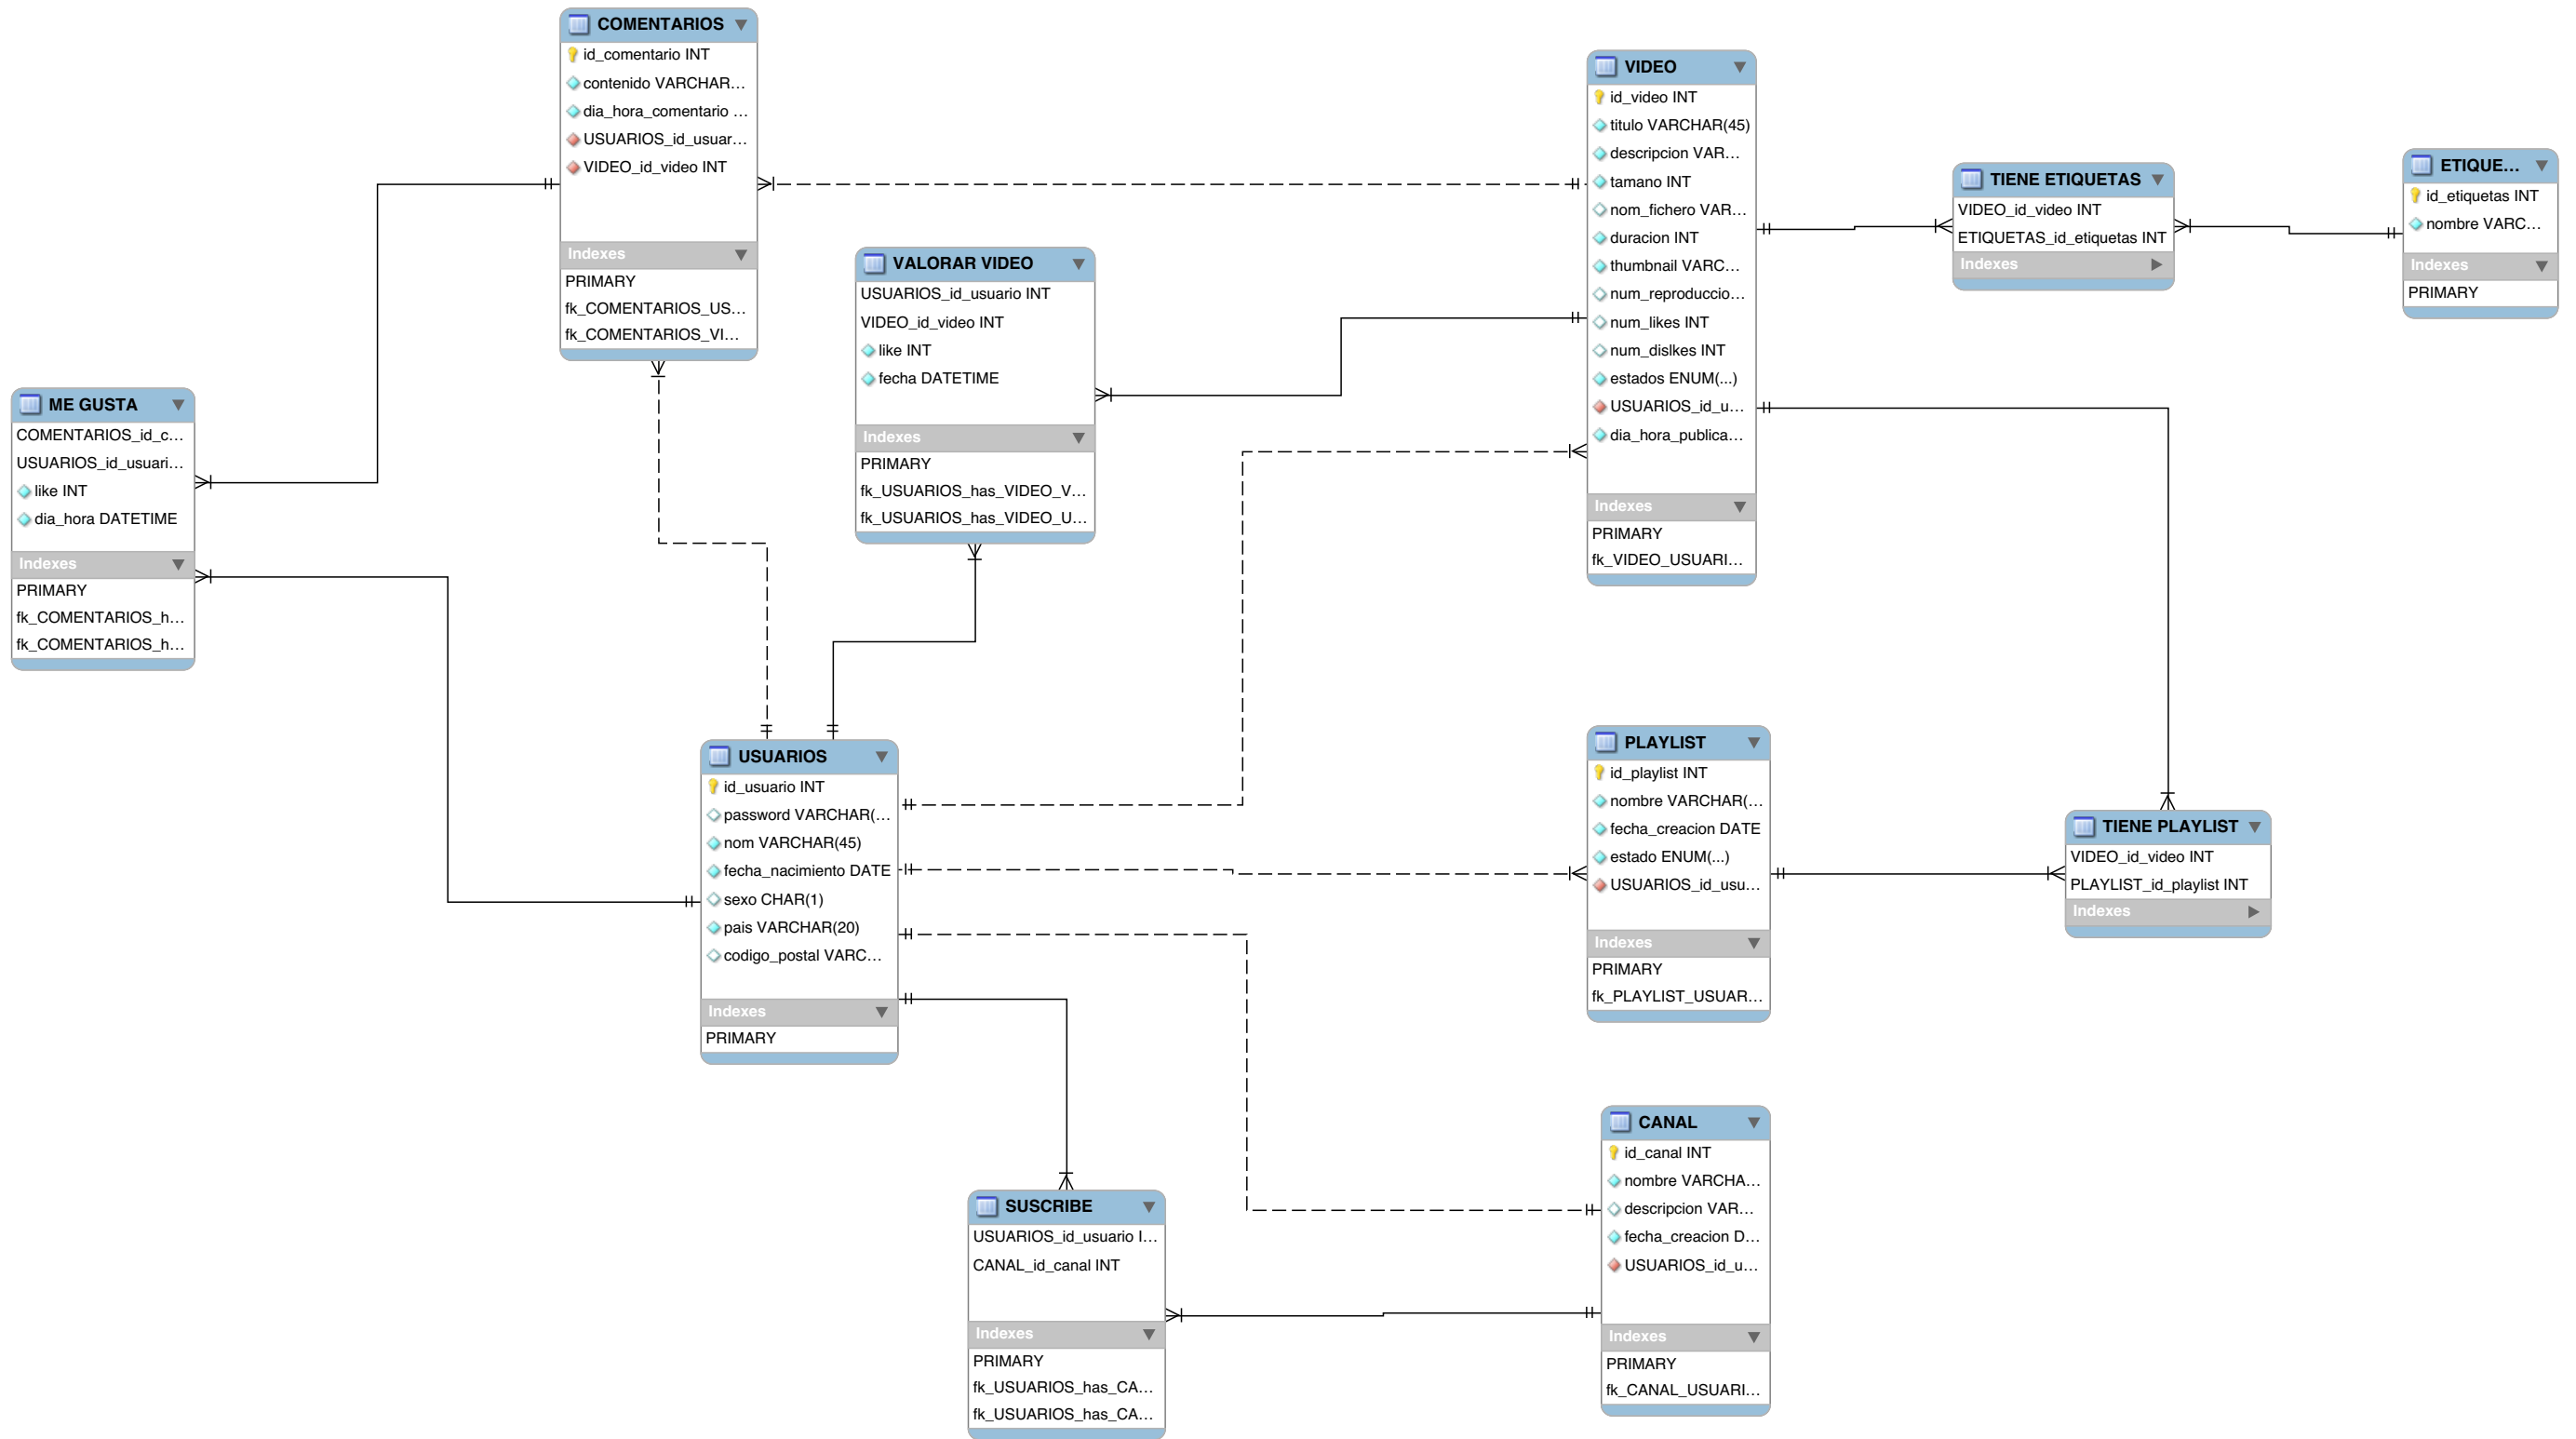 COMENTARIOS
id_comentario INT
contenido VARCHAR...
dia_hora_comentario ...
USUARIOS_id_usuar...
VIDEO_id_video INT
Indexes
PRIMARY
fk_COMENTARIOS_US...
fk_COMENTARIOS_VI...
VIDEO
id_video INT
titulo VARCHAR(45)
descripcion VAR...
tamano INT
nom_fichero VAR...
duracion INT
thumbnail VARC...
num_reproduccio...
num_likes INT
num_dislkes INT
estados ENUM(...)
USUARIOS_id_u...
dia_hora_publica...
Indexes
PRIMARY
fk_VIDEO_USUARI...
TIENE ETIQUETAS
VIDEO_id_video INT
ETIQUETAS_id_etiquetas INT
Indexes
ETIQUE...
id_etiquetas INT
nombre VARC...
Indexes
PRIMARY
VALORAR VIDEO
USUARIOS_id_usuario INT
VIDEO_id_video INT
like INT
fecha DATETIME
Indexes
PRIMARY
fk_USUARIOS_has_VIDEO_V...
fk_USUARIOS_has_VIDEO_U...
ME GUSTA
COMENTARIOS_id_c...
USUARIOS_id_usuari...
like INT
dia_hora DATETIME
Indexes
PRIMARY
fk_COMENTARIOS_h...
fk_COMENTARIOS_h...
USUARIOS
id_usuario INT
password VARCHAR(...
nom VARCHAR(45)
fecha_nacimiento DATE
sexo CHAR(1)
pais VARCHAR(20)
codigo_postal VARC...
Indexes
PRIMARY
PLAYLIST
id_playlist INT
nombre VARCHAR(...
fecha_creacion DATE
estado ENUM(...)
USUARIOS_id_usu...
Indexes
PRIMARY
fk_PLAYLIST_USUAR...
TIENE PLAYLIST
VIDEO_id_video INT
PLAYLIST_id_playlist INT
Indexes
CANAL
id_canal INT
nombre VARCHA...
descripcion VAR...
fecha_creacion D...
USUARIOS_id_u...
Indexes
PRIMARY
fk_CANAL_USUARI...
SUSCRIBE
USUARIOS_id_usuario I...
CANAL_id_canal INT
Indexes
PRIMARY
fk_USUARIOS_has_CA...
fk_USUARIOS_has_CA...